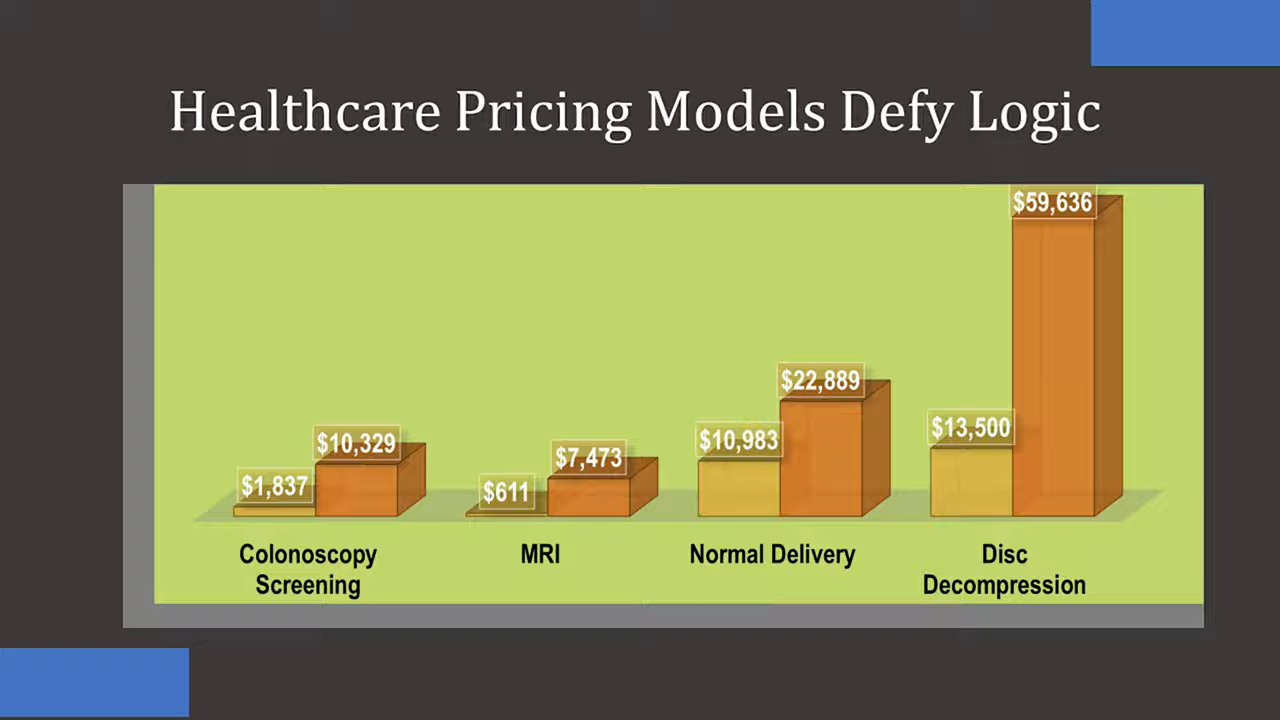 Healthcare Pricing Models Defy Logic
$59,636
$22,889
$13,500
$10,983
$10,329
$7,473
$1,837
$611
Colonoscopy
Screening
MRI
Normal Delivery
Disc
Decompression